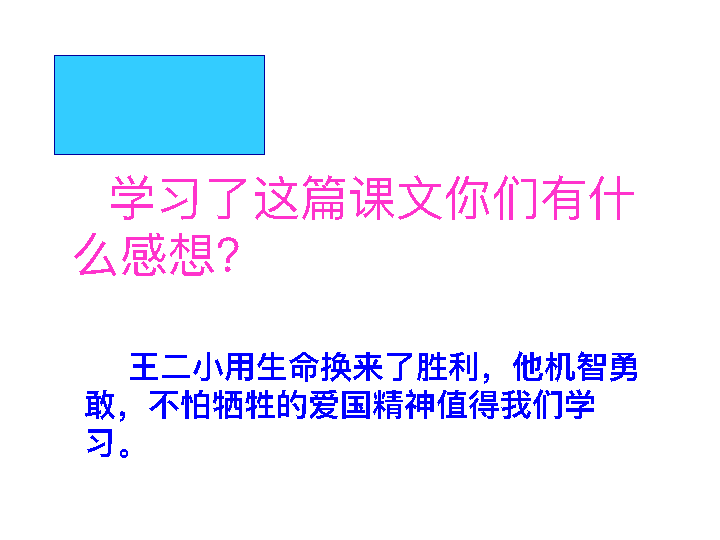 学习了这篇课文你们有什
么感想?
王二小用生命换来了胜利，他机智勇
敢，不怕牺牲的爱国精神值得我们学
习。